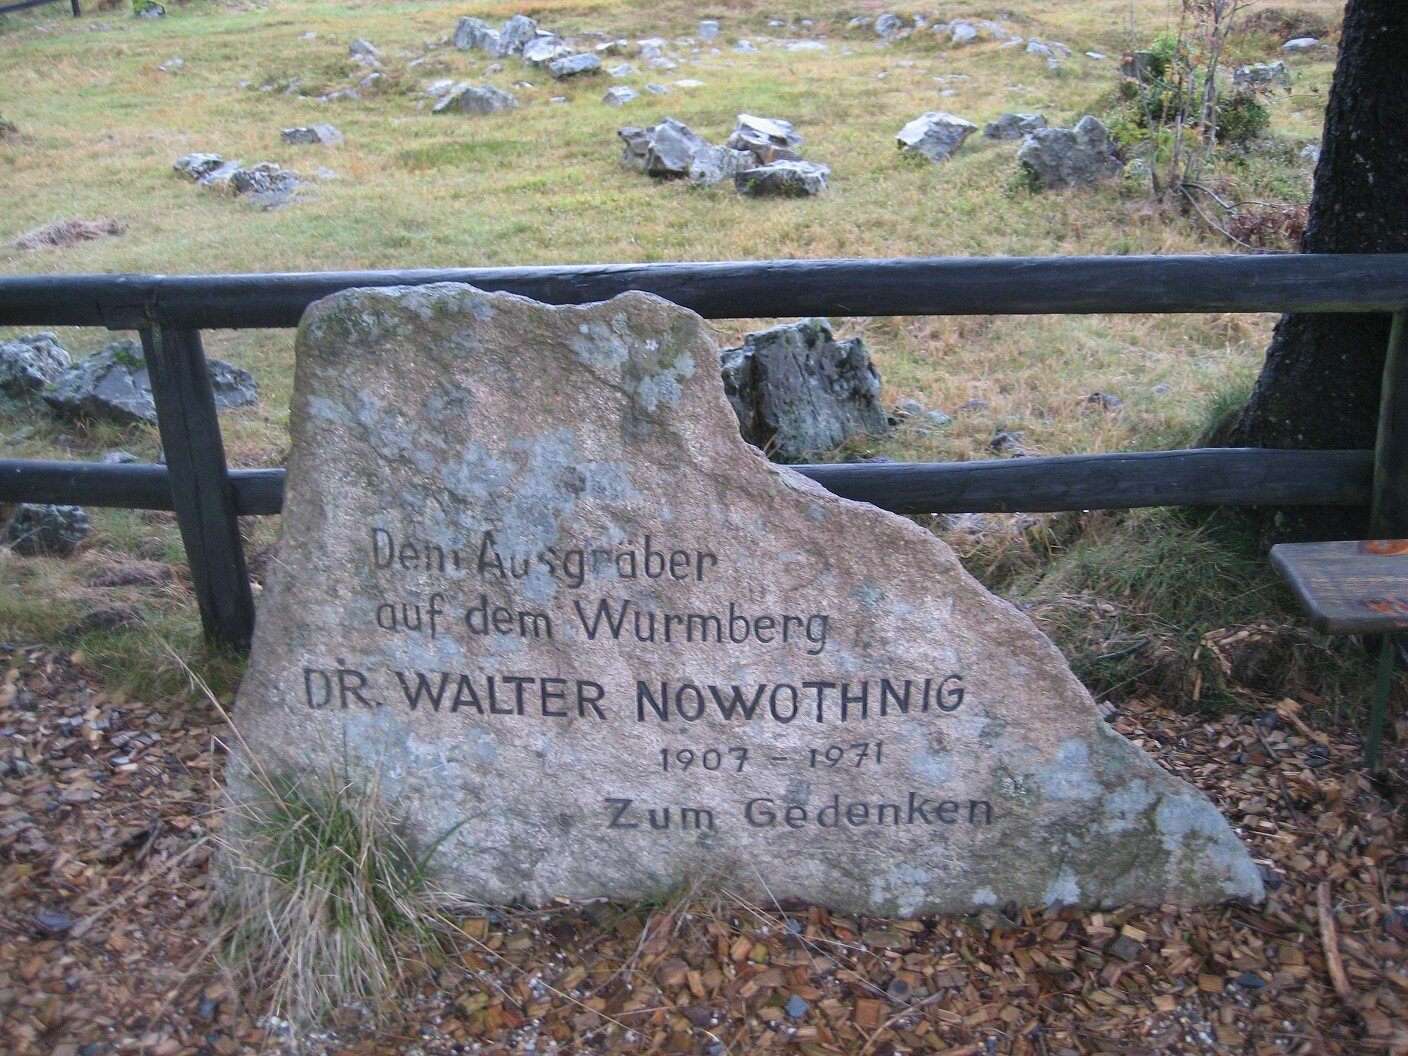 Dem Ausgräber
auf dem Wurmberg
DR. WALTER NOWOTHNIG
1907 - 1971
Zum Gedenken